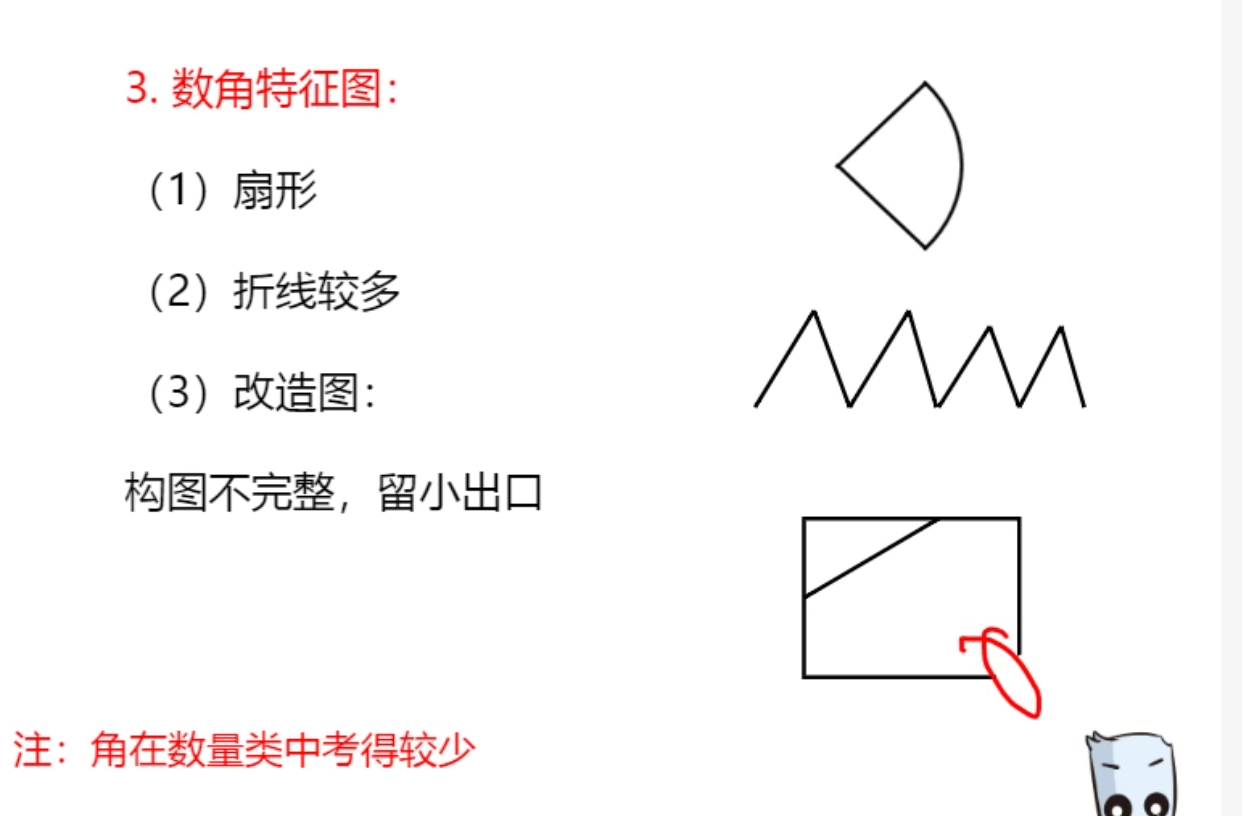 3. 数角特征图：
（1）扇形
（2）折线较多
（3）改造图：
构图不完整，留小出口
注：角在数量类中考得较少